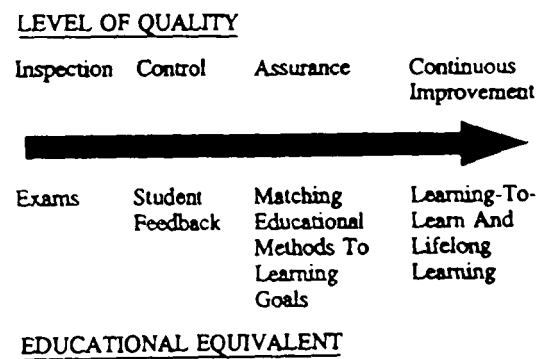 LEVEL OF QUALITY
Inspection Control Assurance Continuous
Improvement
Exams Student Matching Learning-To-
Feedback Educational Learn And
Methods To Lifelong
Learning Learning
Goals
EDUCATIONAL EQUIVALENT